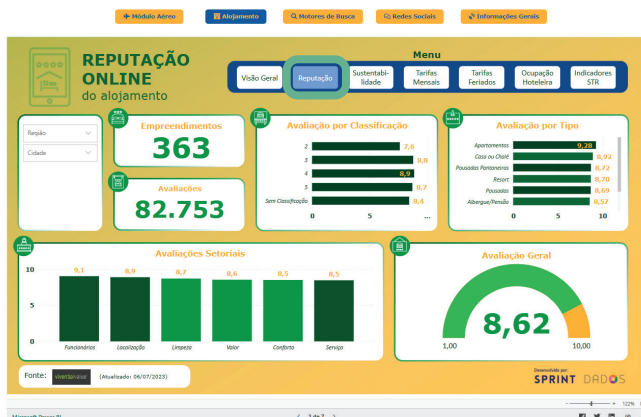 Módulo Aéreo
Alojamento
Motores de Busca
Redes Sociais
Informações Gerais
REPUTAÇÃO
ONLINE
do alojamento
Menu
Visão Geral
Reputação
Sustentabi-
lidade
Tarifas
Mensais
Tarifas
Feriados
Ocupação
Hoteleira
Indicadores
STR
Região
Cidade
Empreendimentos
363
Avaliações
82.753
Avaliação por Classificação
2 7,6
3 8,8
4 8,9
5 8,7
Sem Classificação 8,4
0 5 ...
Avaliação por Tipo
Apartamentos 9,28
Casa ou Chalé 8,92
Pousadas Pantaneiras 8,72
Resort 8,70
Pousadas 8,69
Albergue/Pensão 8,57
0 5 10
Avaliações Setoriais
10
5
0
9,1 8,9 8,7 8,6 8,5 8,5
Funcionários Localização Limpeza Valor Conforto Serviço
Avaliação Geral
8,62
1,00 10,00
Fonte:
(Atualizado: 06/07/2023)
Desenvolvido por:
SPRINT DADOS
- + 122%
Microsoft Power BI
< 3 de 7 >